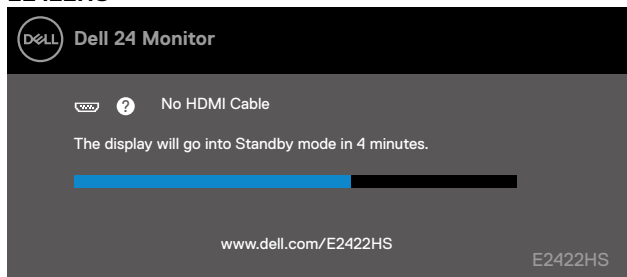 E2422HS
DELL Dell 24 Monitor
? No HDMI Cable
The display will go into Standby mode in 4 minutes.
www.dell.com/E2422HS
E2422HS